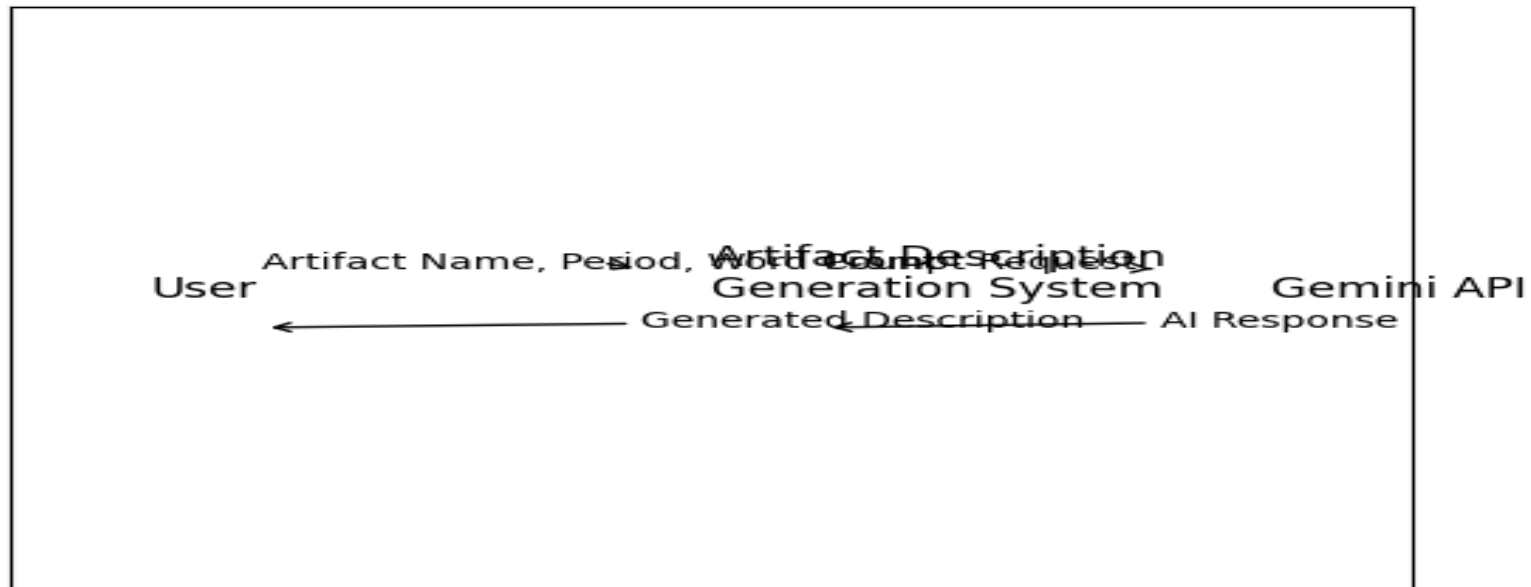 Artifact Description
Artifact Name, Period, Word Count Prompt Request
User Generation System Gemini API
Generated Description AI Response